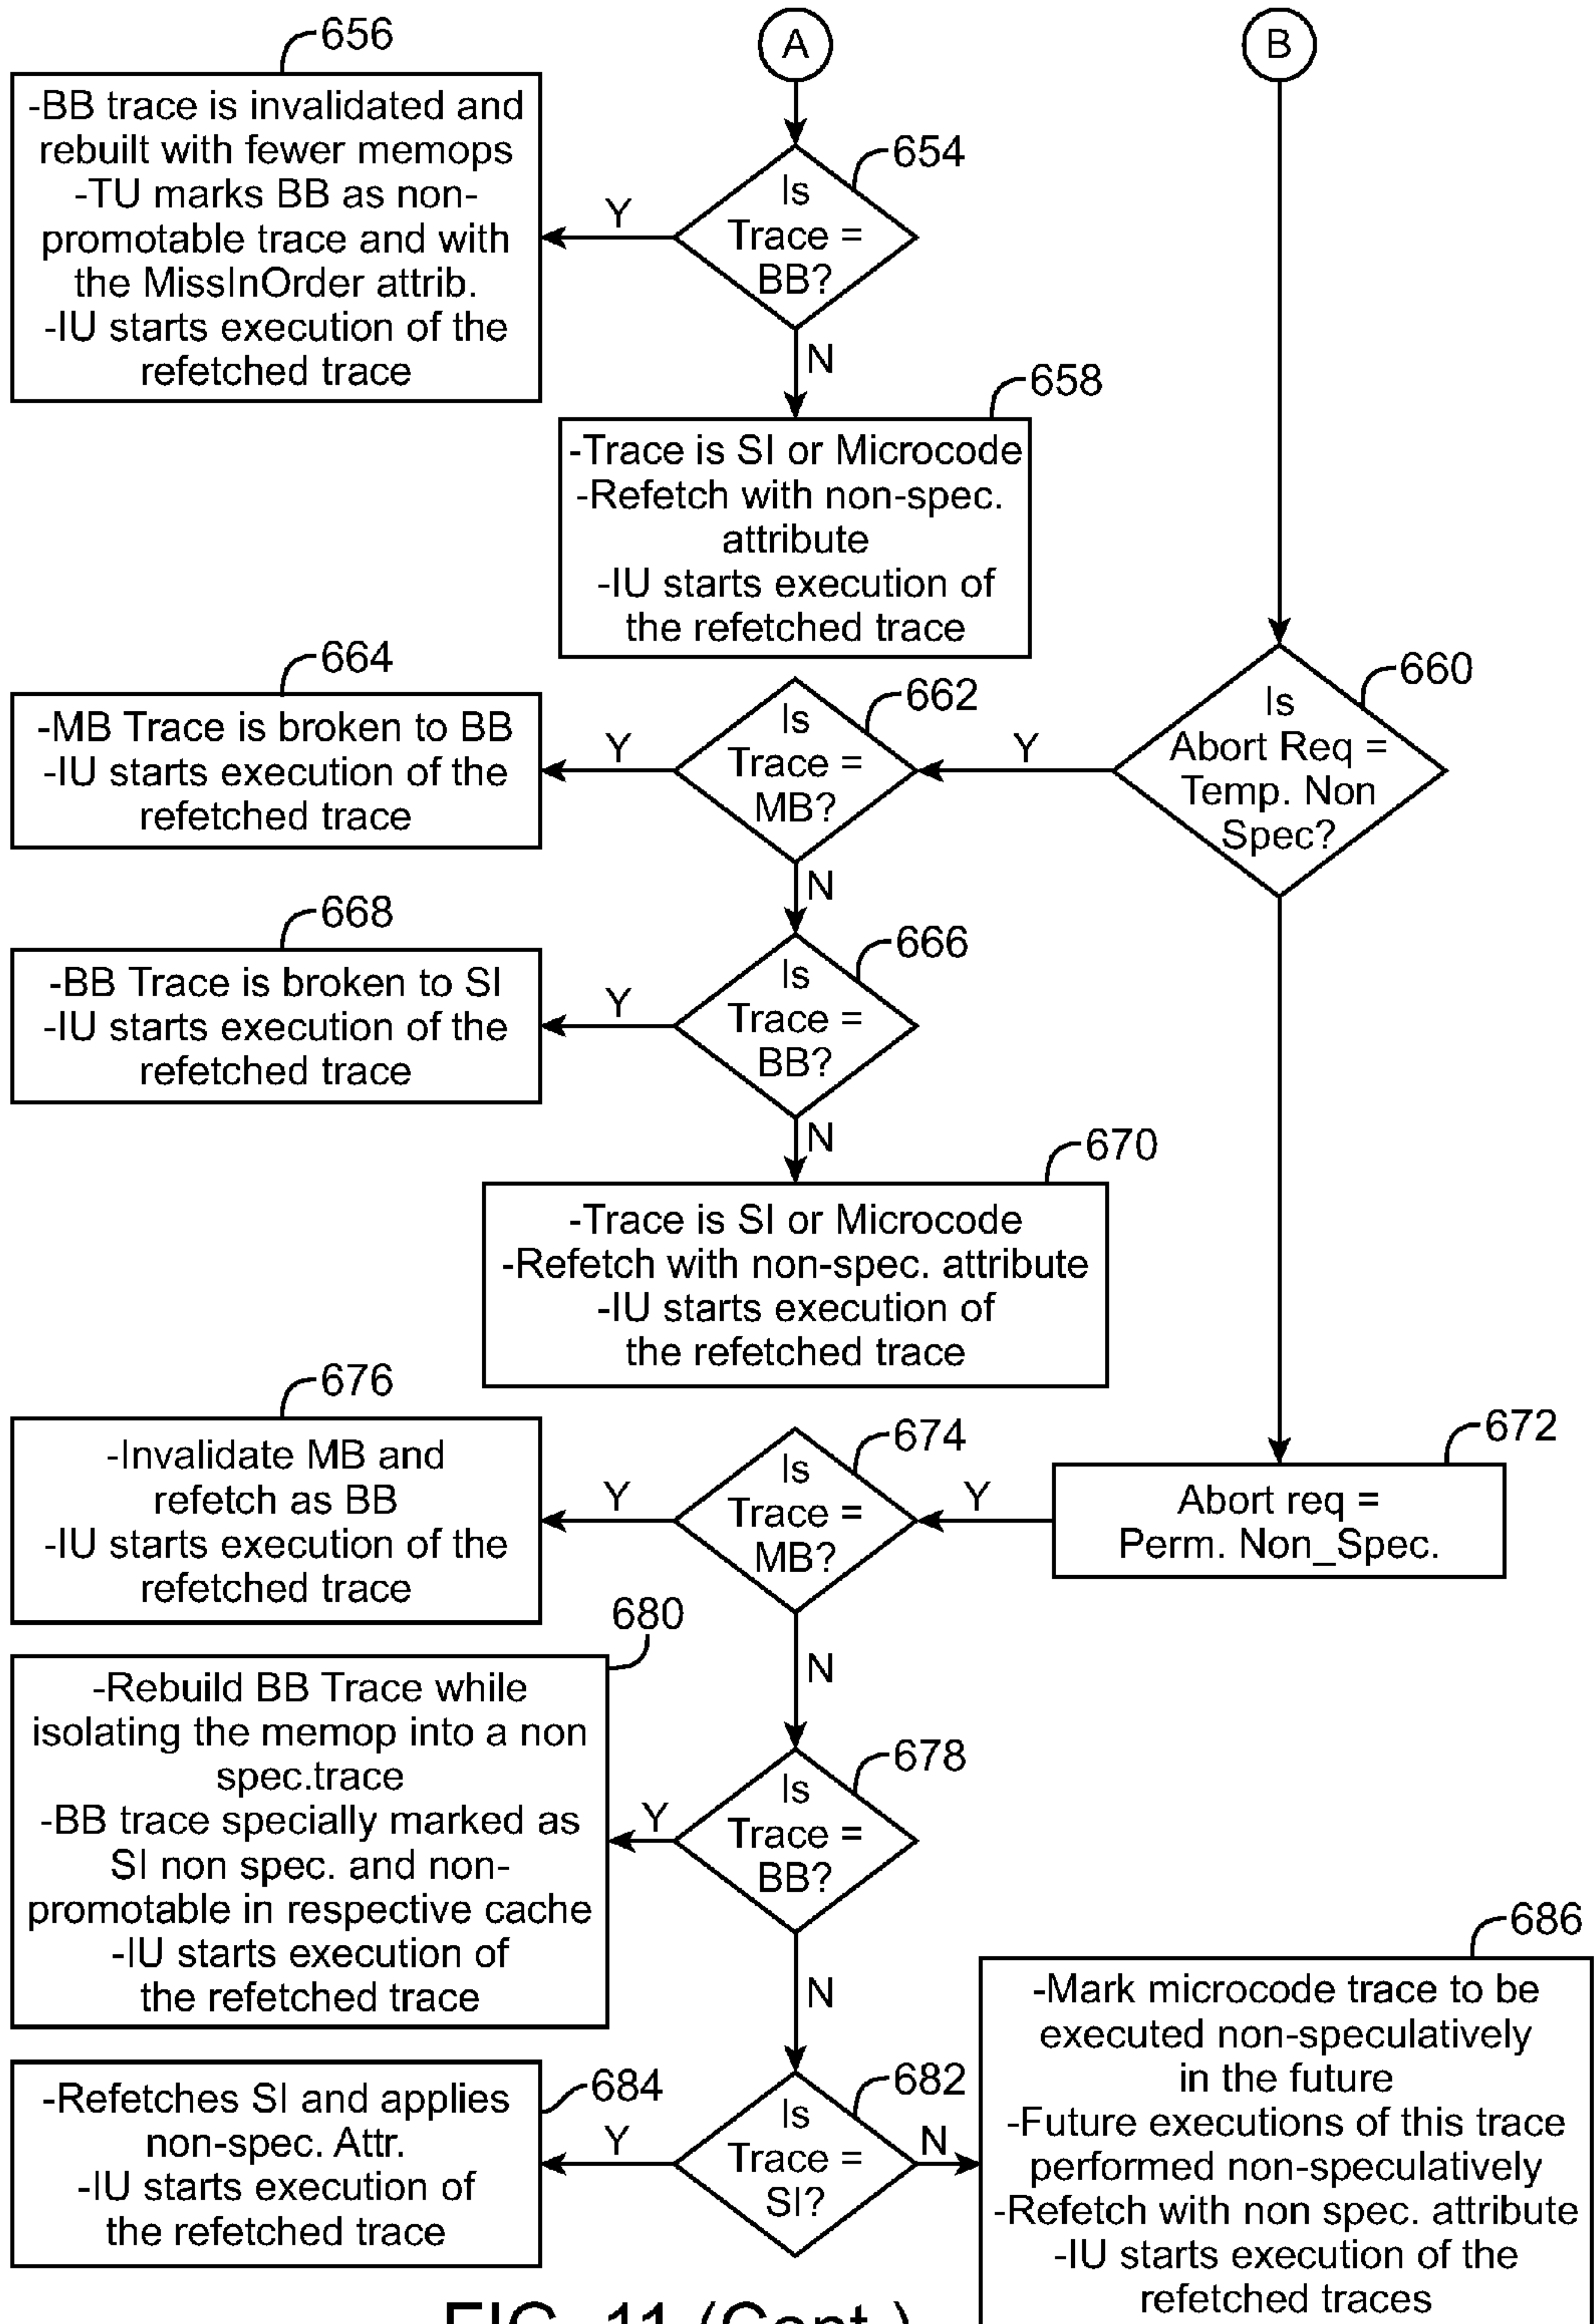 A
B
656
-BB trace is invalidated and
rebuilt with fewer memops
-TU marks BB as non-
promotable trace and with
the MissInOrder attrib.
-IU starts execution of the
refetched trace
654
Is
Trace =
BB?
Y
N
658
-Trace is SI or Microcode
-Refetch with non-spec.
attribute
-IU starts execution of
the refetched trace
660
Is
Abort Req =
Temp. Non
Spec?
Y
662
Is
Trace =
MB?
Y
N
664
-MB Trace is broken to BB
-IU starts execution of the
refetched trace
666
Is
Trace =
BB?
Y
N
668
-BB Trace is broken to SI
-IU starts execution of the
refetched trace
670
-Trace is SI or Microcode
-Refetch with non-spec. attribute
-IU starts execution of
the refetched trace
672
Abort req =
Perm. Non_Spec.
Y
674
Is
Trace =
MB?
Y
N
676
-Invalidate MB and
refetch as BB
-IU starts execution of the
refetched trace
678
Is
Trace =
BB?
Y
N
680
-Rebuild BB Trace while
isolating the memop into a non
spec.trace
-BB trace specially marked as
SI non spec. and non-
promotable in respective cache
-IU starts execution of
the refetched trace
682
Is
Trace =
SI?
Y
N
684
-Refetches SI and applies
non-spec. Attr.
-IU starts execution of
the refetched trace
686
-Mark microcode trace to be
executed non-speculatively
in the future
-Future executions of this trace
performed non-speculatively
-Refetch with non spec. attribute
-IU starts execution of the
refetched traces
FIG. 11 (Cont.)